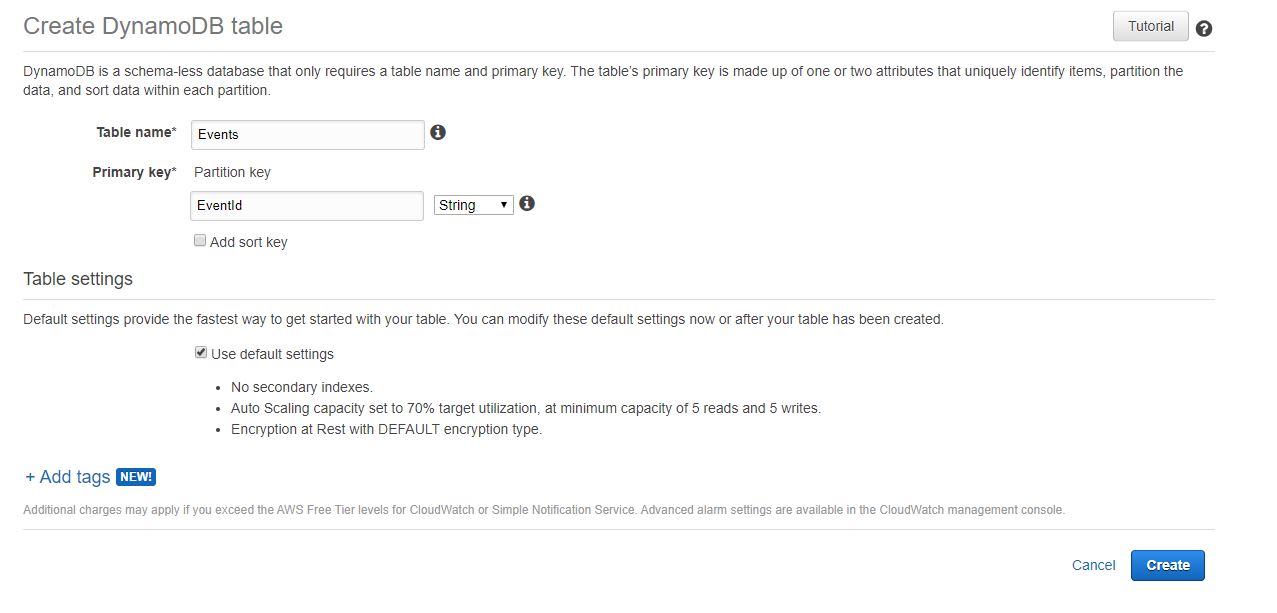 Create DynamoDB table
Tutorial
DynamoDB is a schema-less database that only requires a table name and primary key. The table's primary key is made up of one or two attributes that uniquely identify items, partition the
data, and sort data within each partition.
Table name* Events
Primary key* Partition key
EventId String
Add sort key
Table settings
Default settings provide the fastest way to get started with your table. You can modify these default settings now or after your table has been created.
Use default settings
• No secondary indexes.
• Auto Scaling capacity set to 70% target utilization, at minimum capacity of 5 reads and 5 writes.
• Encryption at Rest with DEFAULT encryption type.
+ Add tags NEW!
Additional charges may apply if you exceed the AWS Free Tier levels for CloudWatch or Simple Notification Service. Advanced alarm settings are available in the CloudWatch management console.
Cancel Create